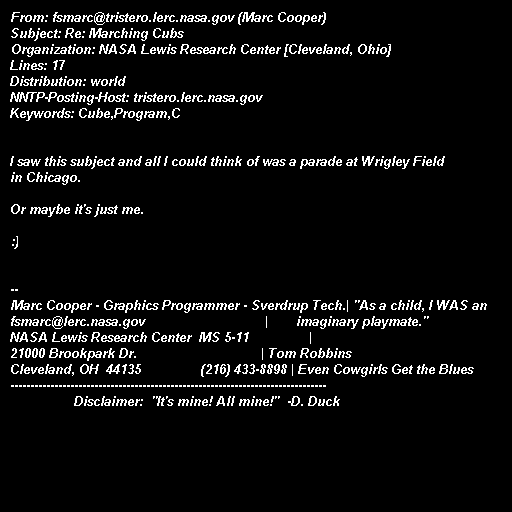 From: fsmarc@tristero.lerc.nasa.gov (Marc Cooper)
Subject: Re: Marching Cubs
Organization: NASA Lewis Research Center [Cleveland, Ohio]
Lines: 17
Distribution: world
NNTP-Posting-Host: tristero.lerc.nasa.gov
Keywords: Cube,Program,C
I saw this subject and all I could think of was a parade at Wrigley Field
in Chicago.
Or maybe it's just me.
:)
--
Marc Cooper - Graphics Programmer - Sverdrup Tech.| "As a child, I WAS an
fsmarc@lerc.nasa.gov | imaginary playmate."
NASA Lewis Research Center MS 5-11 |
21000 Brookpark Dr. | Tom Robbins
Cleveland, OH 44135 (216) 433-8898 | Even Cowgirls Get the Blues
-------------------------------------------------------------------------------
Disclaimer: "It's mine! All mine!" -D. Duck